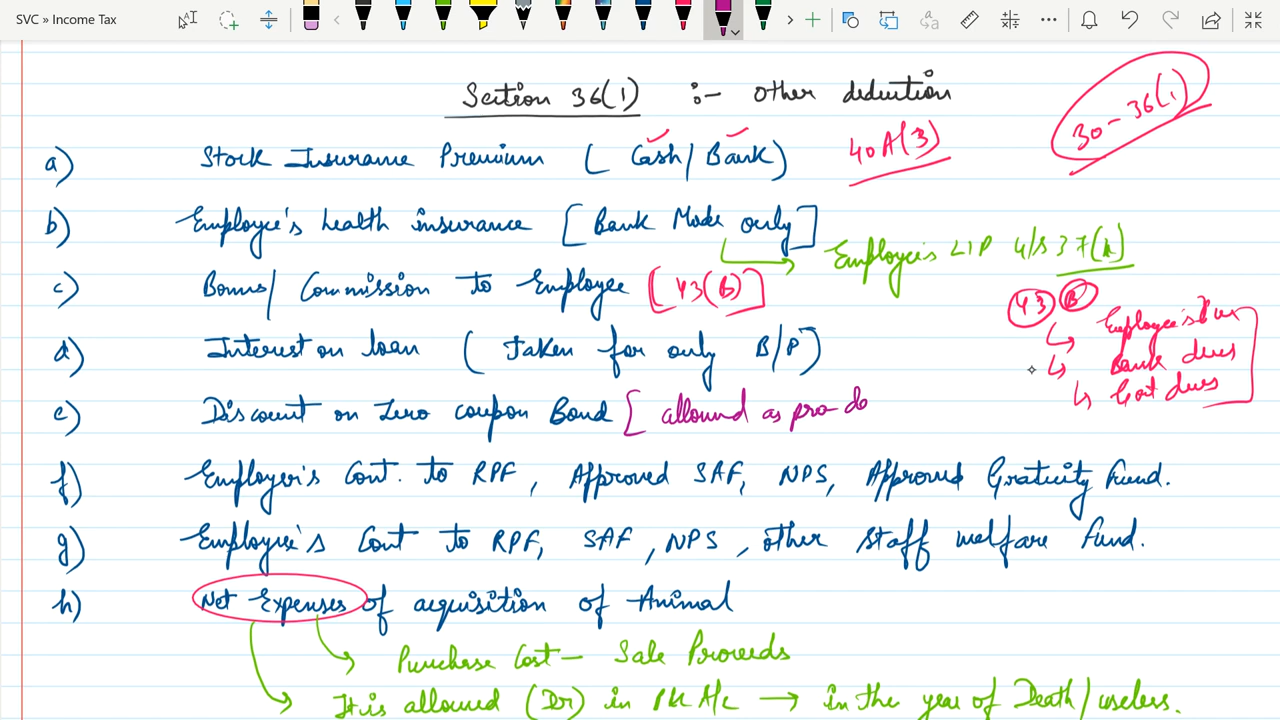 SVC » Income Tax
Section 36(1) :- Other deduction
30 - 36(1)
a) Stock Insurance Premium ( Cash / Bank ) 40A(3)
b) Employee's health insurance [ Bank Mode only ]
Employee's LIP u/s 37(1)
c) Bonus/ Commission to Employee [ 43(B) ]
43 B
Employee's
Bank dues
Govt dues
d) Interest on loan ( Taken for only B/P )
e) Discount on Zero coupon Bond [ allowed as pro-do
f) Employer's Cont. to RPF, Approved SAF, NPS, Approved Gratuity Fund.
g) Employee's Cont to RPF, SAF, NPS, other Staff welfare Fund.
h) Net Expenses of acquisition of Animal
Purchase Cost - Sale Proceeds
It is allowed (Dr) in A/c → in the year of Death / useless.